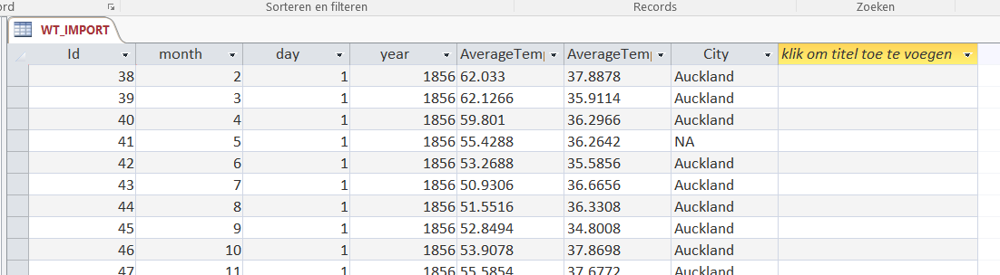 ord Sorteren en filteren Records Zoeken
WT_IMPORT
Id month day year AverageTem AverageTem City klik om titel toe te voegen
38 2 1 1856 62.033 37.8878 Auckland
39 3 1 1856 62.1266 35.9114 Auckland
40 4 1 1856 59.801 36.2966 Auckland
41 5 1 1856 55.4288 36.2642 NA
42 6 1 1856 53.2688 35.5856 Auckland
43 7 1 1856 50.9306 36.6656 Auckland
44 8 1 1856 51.5516 36.3308 Auckland
45 9 1 1856 52.8494 34.8008 Auckland
46 10 1 1856 53.9078 37.8698 Auckland
47 11 1 1856 55.5854 37.6772 Auckland